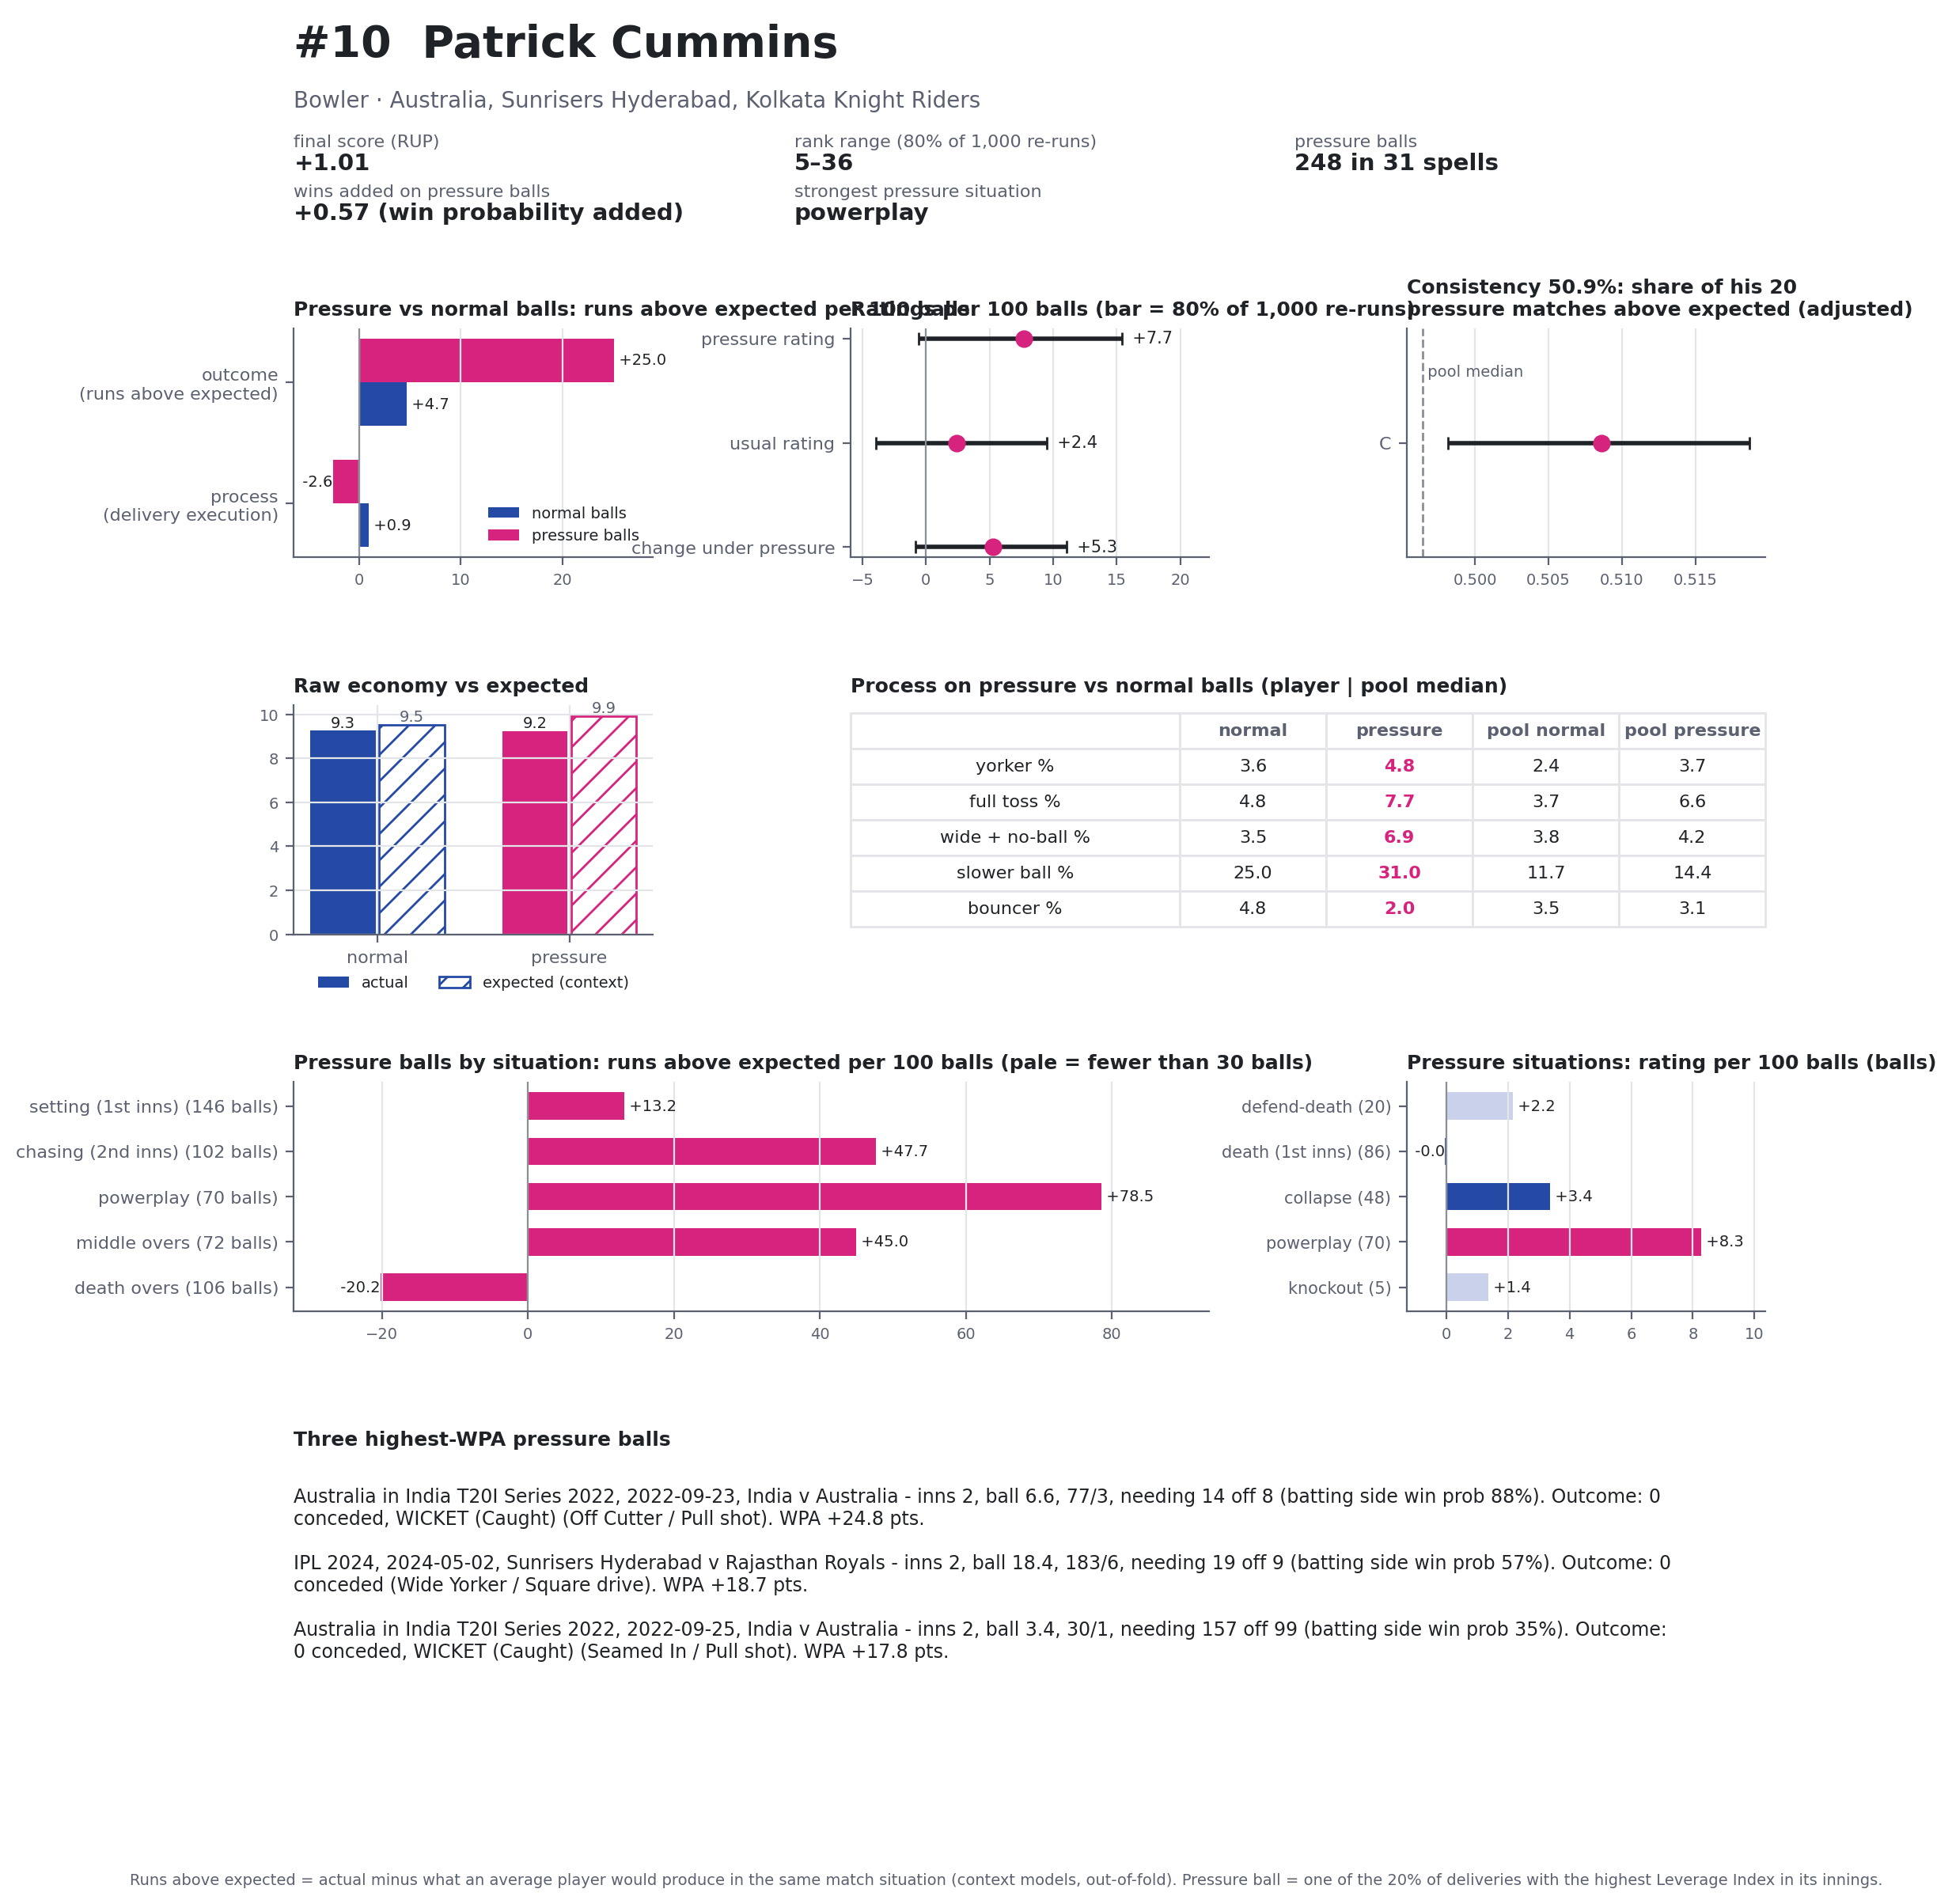 #10  Patrick Cummins
Bowler · Australia, Sunrisers Hyderabad, Kolkata Knight Riders
final score (RUP)
+1.01
rank range (80% of 1,000 re-runs)
5–36
pressure balls
248 in 31 spells
wins added on pressure balls
+0.57 (win probability added)
strongest pressure situation
powerplay
Pressure vs normal balls: runs above expected per 100 balls
outcome
(runs above expected)
+25.0
+4.7
process
(delivery execution)
-2.6
+0.9
normal balls
pressure balls
0 10 20
Ratings per 100 balls (bar = 80% of 1,000 re-runs)
pressure rating
+7.7
usual rating
+2.4
change under pressure
+5.3
−5 0 5 10 15 20
Consistency 50.9%: share of his 20
pressure matches above expected (adjusted)
pool median
C
0.500 0.505 0.510 0.515
Raw economy vs expected
10
8
6
4
2
0
9.3
9.5
9.2
9.9
normal pressure
actual expected (context)
Process on pressure vs normal balls (player | pool median)
normal pressure pool normal pool pressure
yorker % 3.6 4.8 2.4 3.7
full toss % 4.8 7.7 3.7 6.6
wide + no-ball % 3.5 6.9 3.8 4.2
slower ball % 25.0 31.0 11.7 14.4
bouncer % 4.8 2.0 3.5 3.1
Pressure balls by situation: runs above expected per 100 balls (pale = fewer than 30 balls)
setting (1st inns) (146 balls) +13.2
chasing (2nd inns) (102 balls) +47.7
powerplay (70 balls) +78.5
middle overs (72 balls) +45.0
death overs (106 balls) -20.2
−20 0 20 40 60 80
Pressure situations: rating per 100 balls (balls)
defend-death (20) +2.2
death (1st inns) (86) -0.0
collapse (48) +3.4
powerplay (70) +8.3
knockout (5) +1.4
0 2 4 6 8 10
Three highest-WPA pressure balls
Australia in India T20I Series 2022, 2022-09-23, India v Australia - inns 2, ball 6.6, 77/3, needing 14 off 8 (batting side win prob 88%). Outcome: 0
conceded, WICKET (Caught) (Off Cutter / Pull shot). WPA +24.8 pts.
IPL 2024, 2024-05-02, Sunrisers Hyderabad v Rajasthan Royals - inns 2, ball 18.4, 183/6, needing 19 off 9 (batting side win prob 57%). Outcome: 0
conceded (Wide Yorker / Square drive). WPA +18.7 pts.
Australia in India T20I Series 2022, 2022-09-25, India v Australia - inns 2, ball 3.4, 30/1, needing 157 off 99 (batting side win prob 35%). Outcome:
0 conceded, WICKET (Caught) (Seamed In / Pull shot). WPA +17.8 pts.
Runs above expected = actual minus what an average player would produce in the same match situation (context models, out-of-fold). Pressure ball = one of the 20% of deliveries with the highest Leverage Index in its innings.